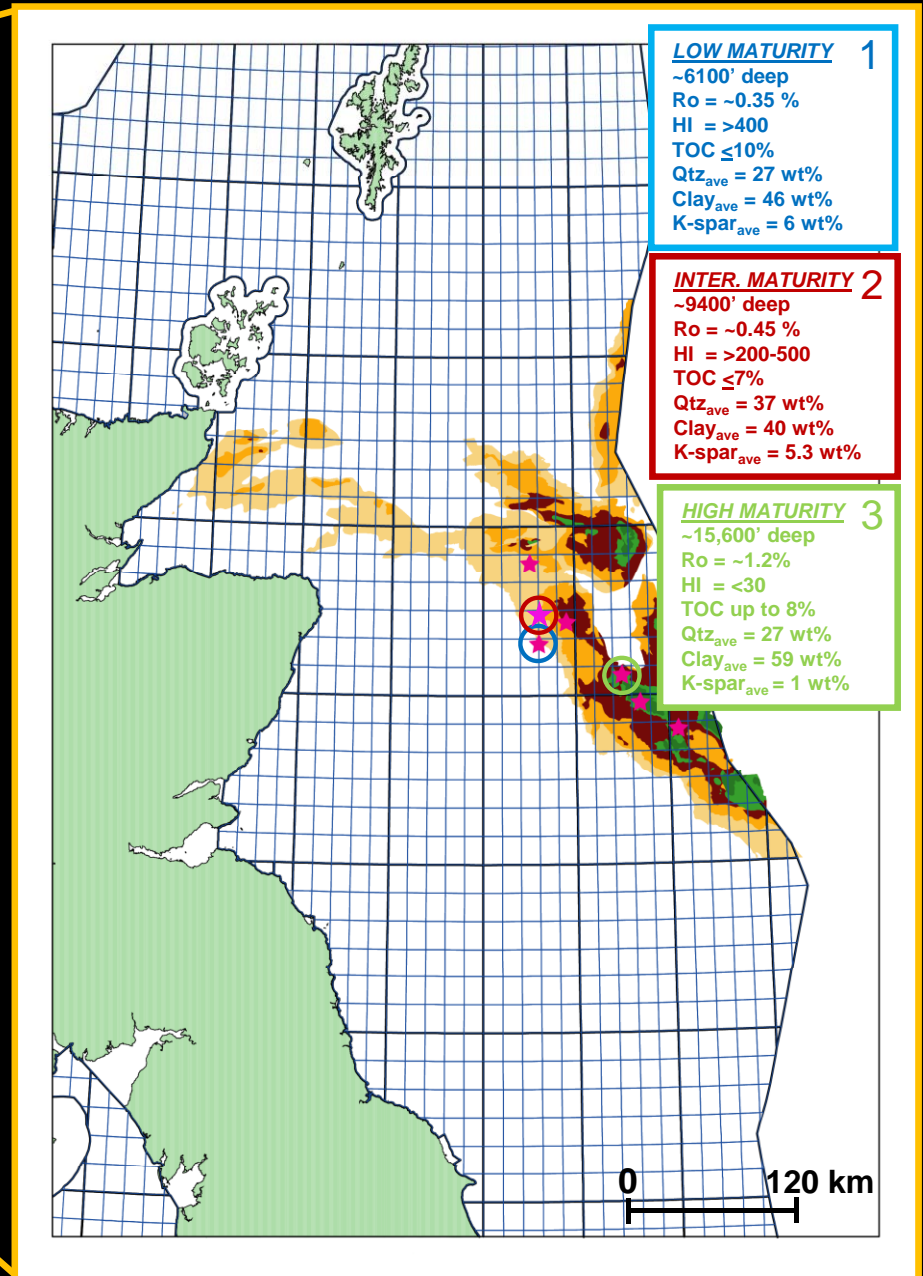 LOW MATURITY 1
~6100' deep
Ro = ~0.35 %
HI = >400
TOC ≤10%
Qtzave = 27 wt%
Clayave = 46 wt%
K-sparave = 6 wt%
INTER. MATURITY 2
~9400' deep
Ro = ~0.45 %
HI = >200-500
TOC ≤7%
Qtzave = 37 wt%
Clayave = 40 wt%
K-sparave = 5.3 wt%
HIGH MATURITY 3
~15,600' deep
Ro = ~1.2%
HI = <30
TOC up to 8%
Qtzave = 27 wt%
Clayave = 59 wt%
K-sparave = 1 wt%
0 120 km